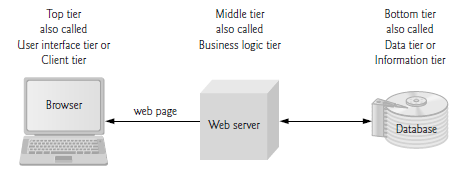 Top tier
also called
User interface tier or
Client tier
Middle tier
also called
Business logic tier
Bottom tier
also called
Data tier or
Information tier
Browser
web page
Web server
Database